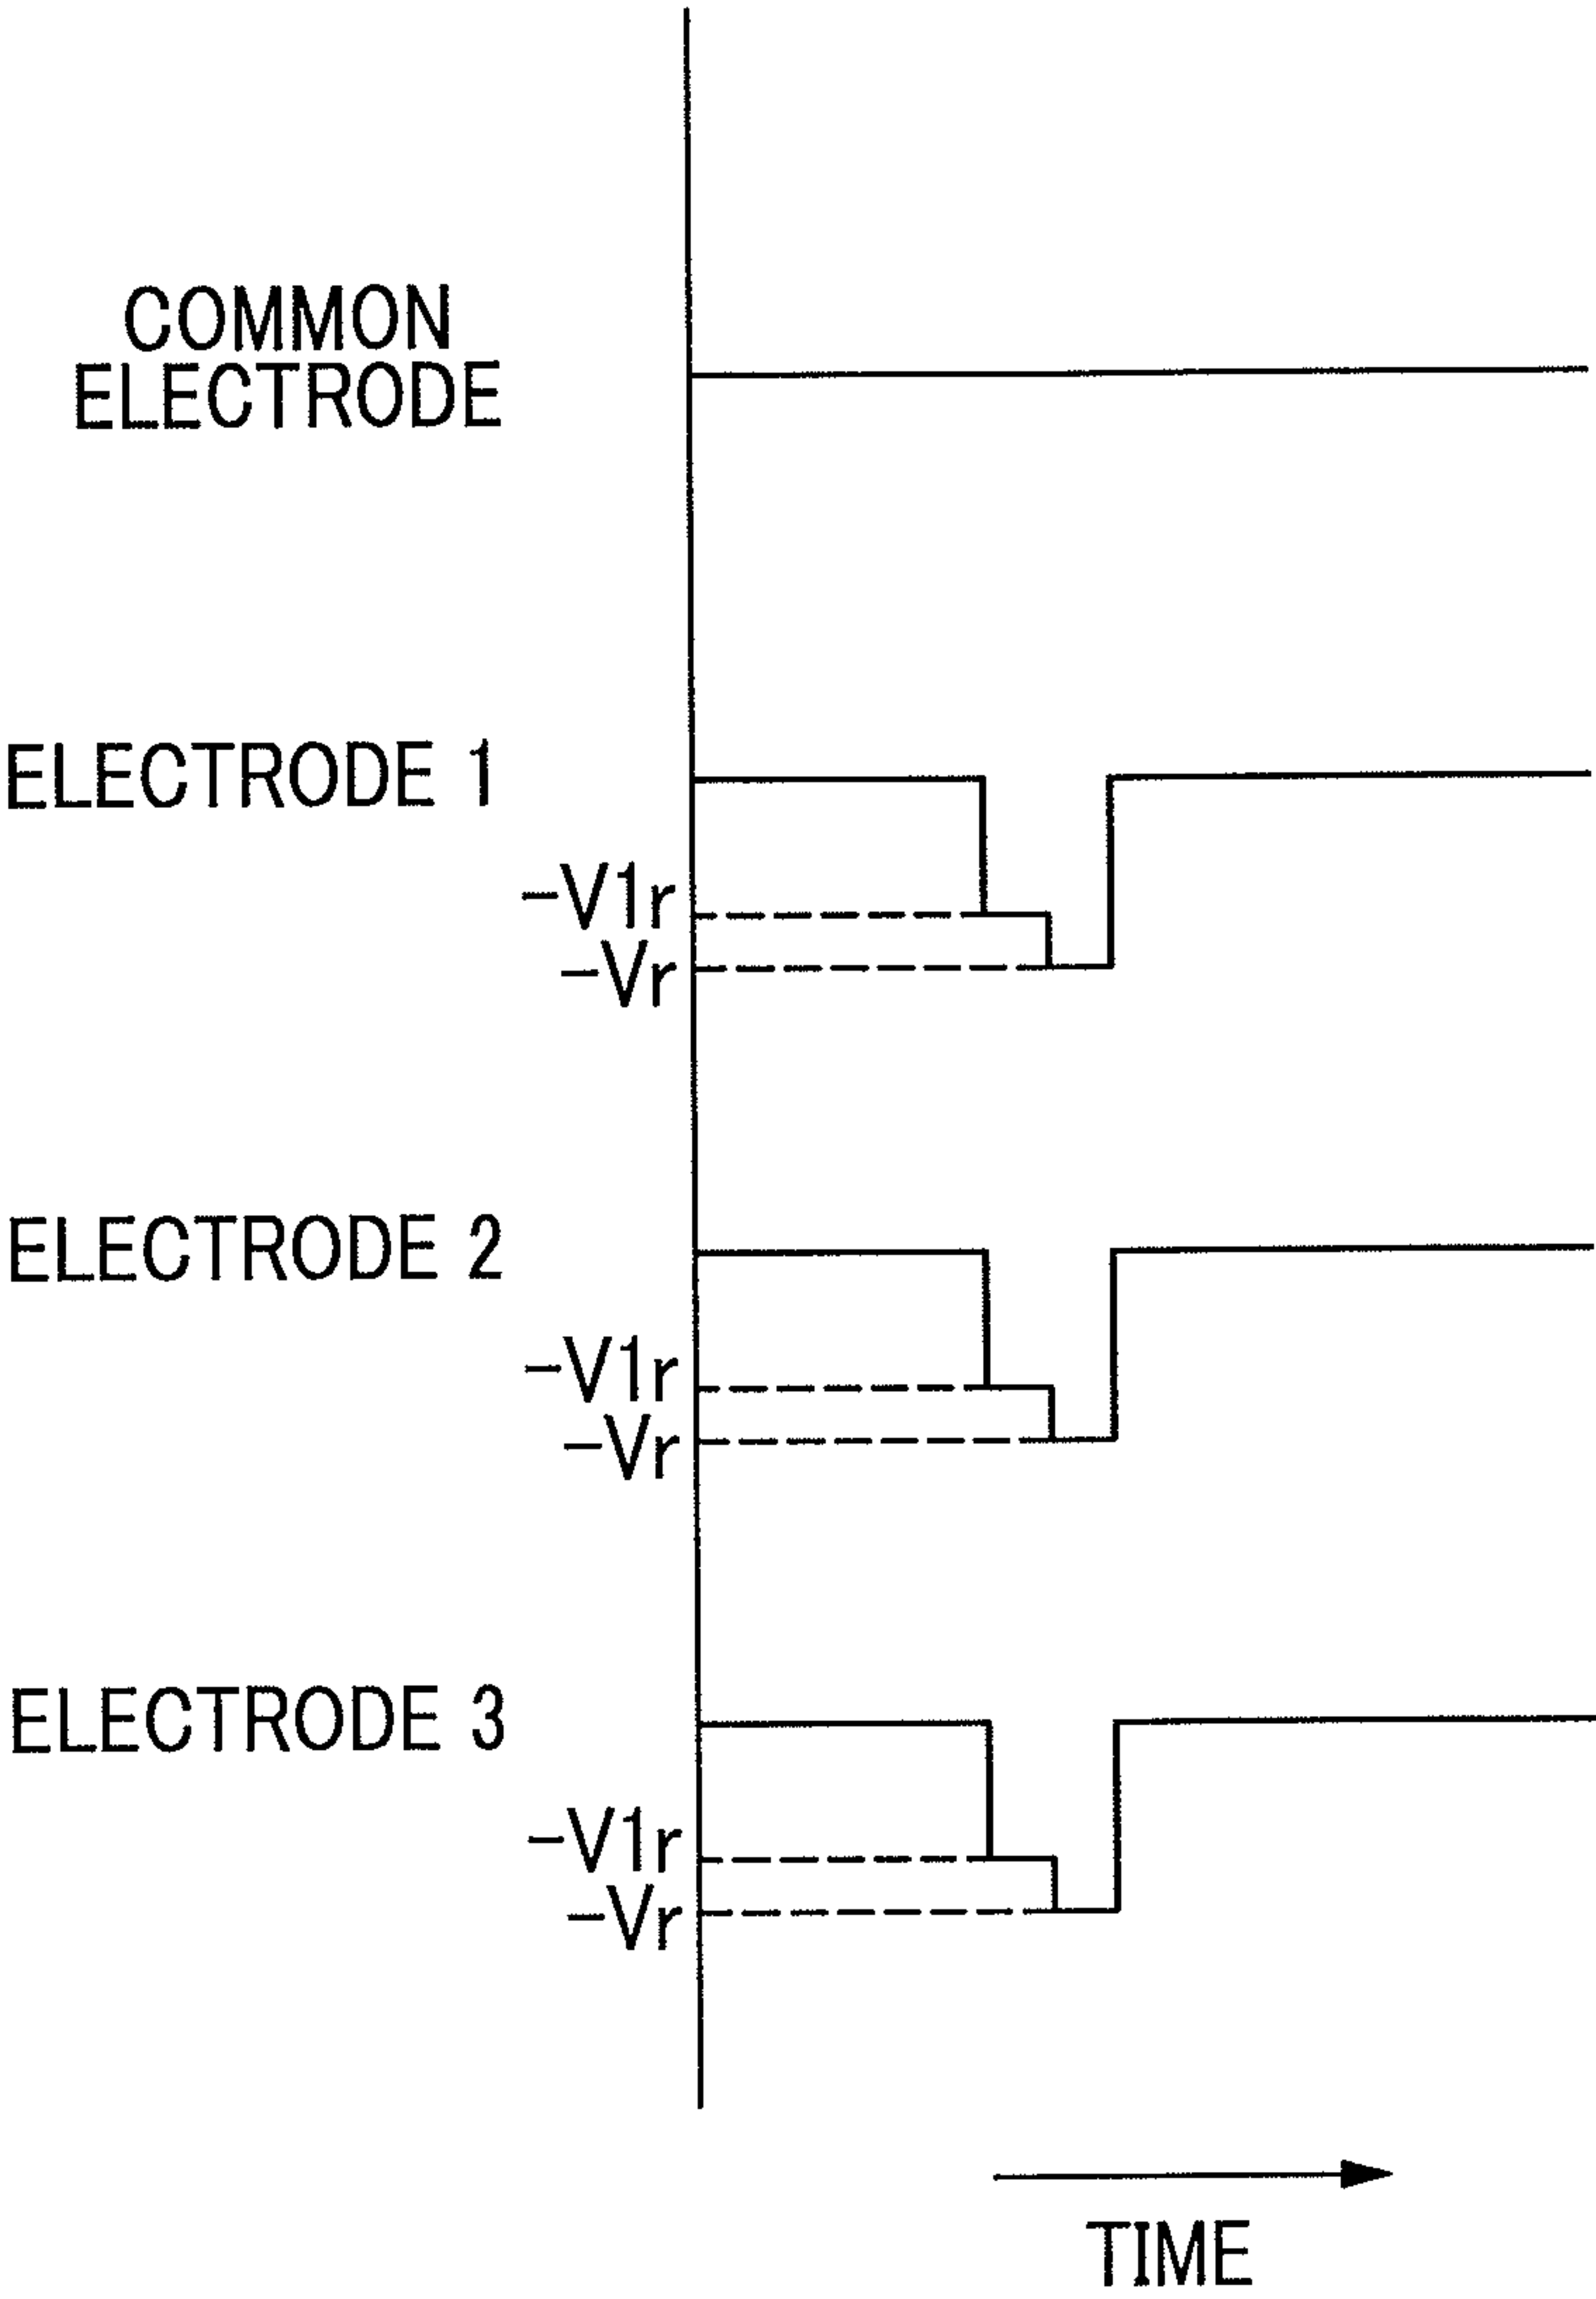 COMMON
ELECTRODE
ELECTRODE 1
-V1r
-Vr
ELECTRODE 2
-V1r
-Vr
ELECTRODE 3
-V1r
-Vr
TIME